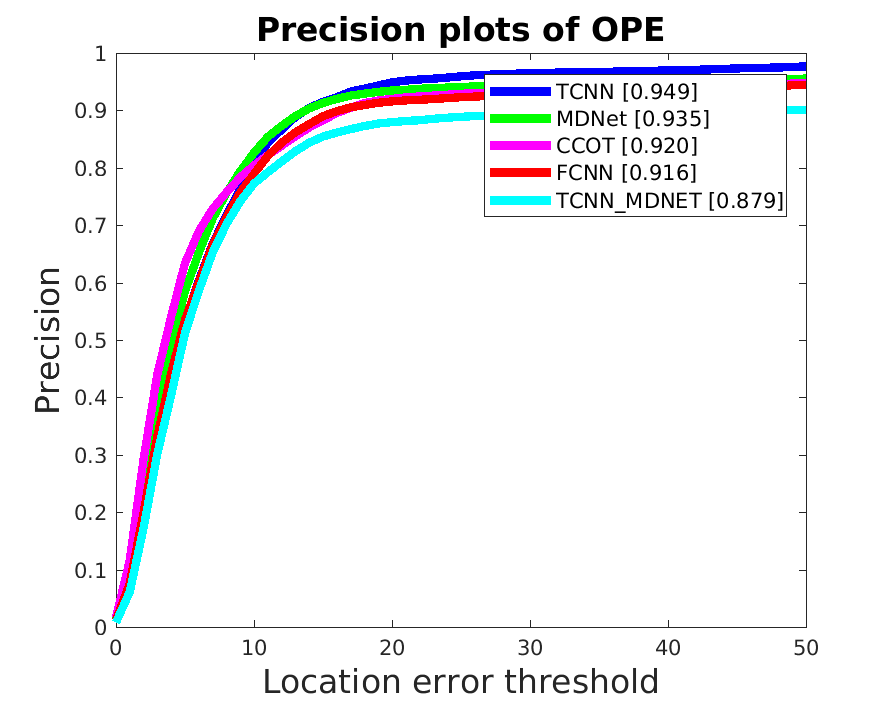 Precision plots of OPE
1
0.9
0.8
0.7
0.6
0.5
0.4
0.3
0.2
0.1
0
Precision
TCNN [0.949]
MDNet [0.935]
CCOT [0.920]
FCNN [0.916]
TCNN_MDNET [0.879]
0 10 20 30 40 50
Location error threshold